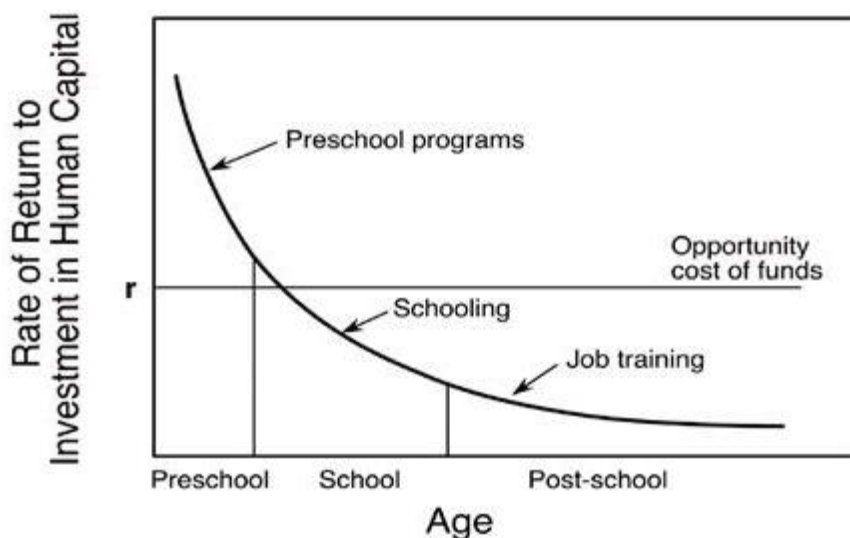 Rate of Return to
Investment in Human Capital
Preschool programs
Opportunity
cost of funds
r
Schooling
Job training
Preschool
School
Post-school
Age